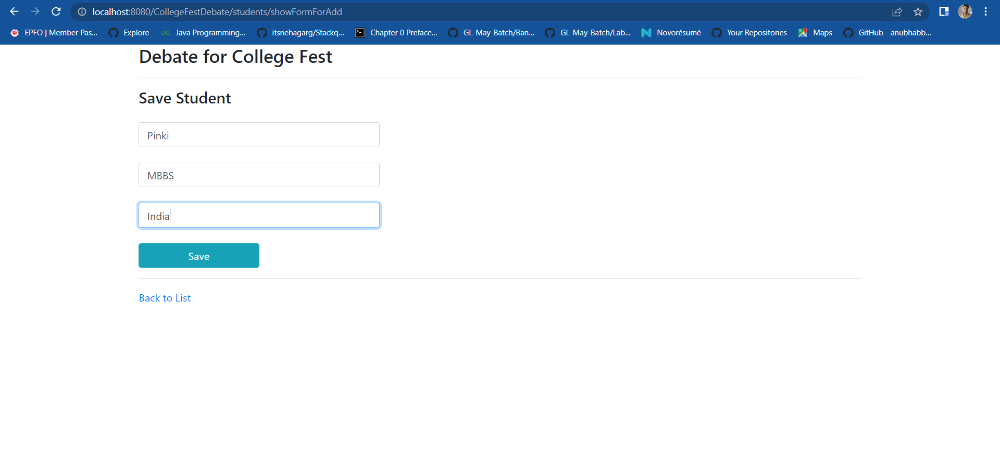 localhost:8080/CollegeFestDebate/students/showFormForAdd
EPFO | Member Pas... Explore Java Programming... itsnehagarg/Stackq... Chapter 0 Preface... GL-May-Batch/Ban... GL-May-Batch/Lab... Novorésumé Your Repositories Maps GitHub - anubhabb...
Debate for College Fest
Save Student
Pinki
MBBS
India
Save
Back to List